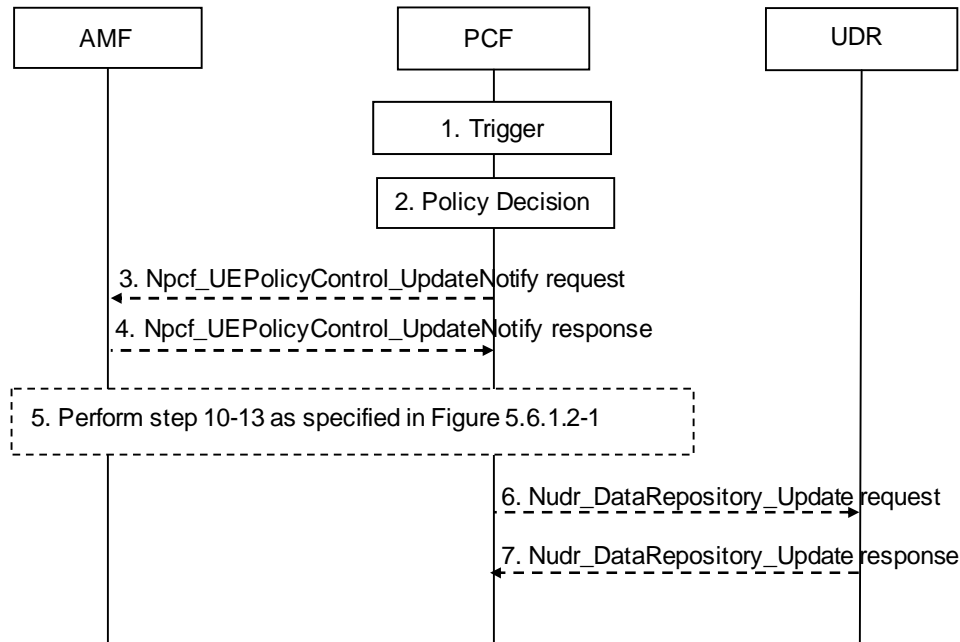 AMF
PCF
UDR
1. Trigger
2. Policy Decision
3. Npcf_UEPolicyControl_UpdateNotify request
4. Npcf_UEPolicyControl_UpdateNotify response
5. Perform step 10-13 as specified in Figure 5.6.1.2-1
6. Nudr_DataRepository_Update request
7. Nudr_DataRepository_Update response